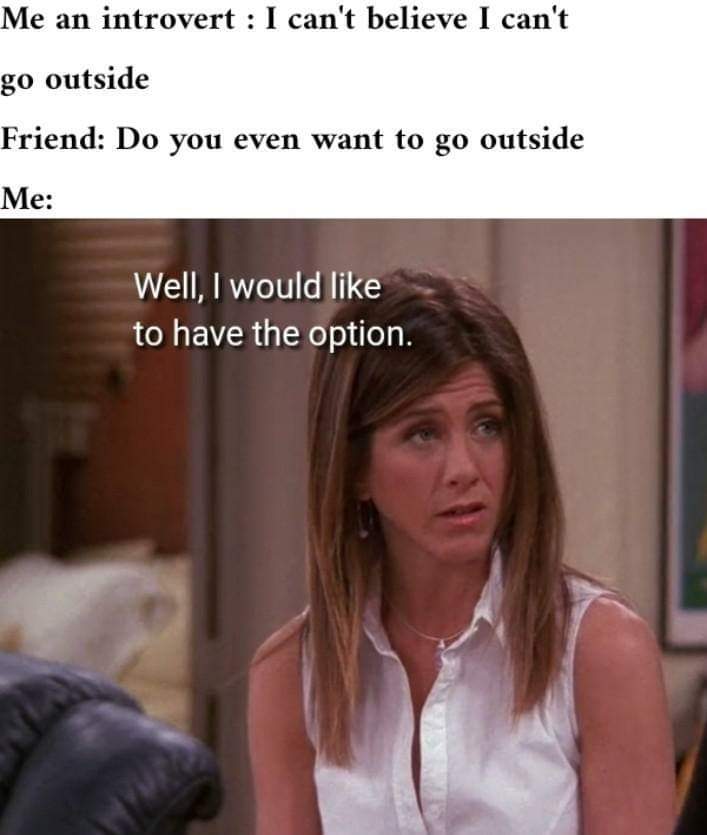 Me an introvert : I can't believe I can't
go outside
Friend: Do you even want to go outside
Me:
Well, I would like
to have the option.